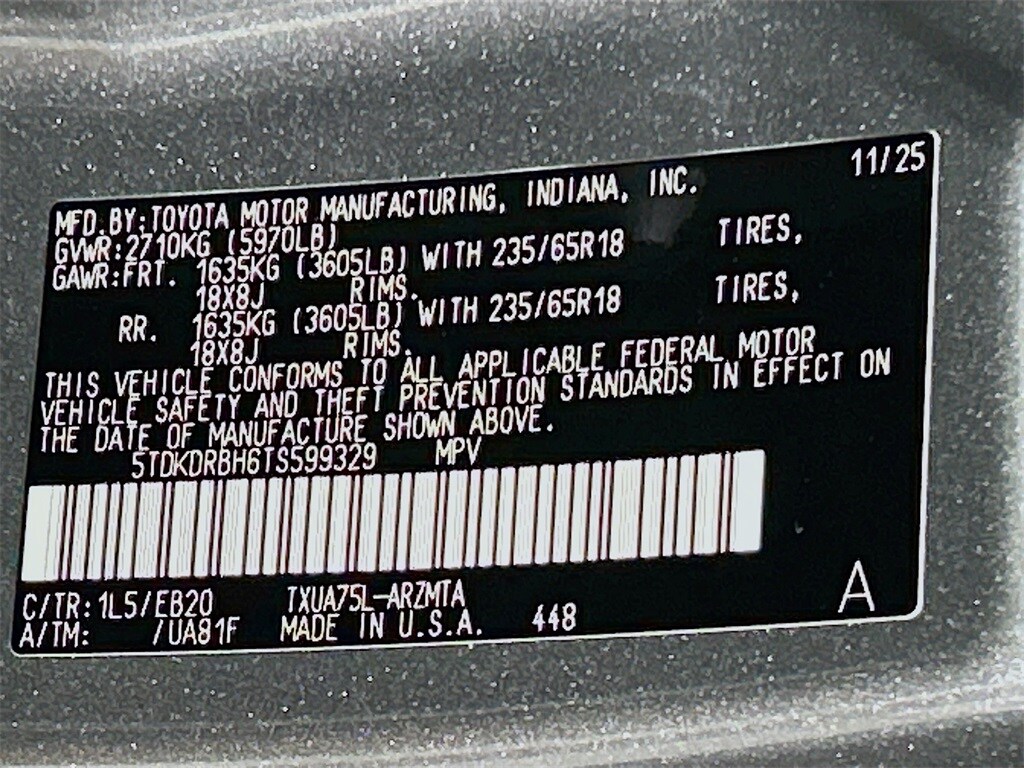 11/25
MFD.BY:TOYOTA MOTOR MANUFACTURING, INDIANA, INC.
GVWR:2710KG (5970LB)
GAWR:FRT. 1635KG (3605LB) WITH 235/65R18 TIRES,
18X8J RIMS.
RR. 1635KG (3605LB) WITH 235/65R18 TIRES,
18X8J RIMS.
THIS VEHICLE CONFORMS TO ALL APPLICABLE FEDERAL MOTOR
VEHICLE SAFETY AND THEFT PREVENTION STANDARDS IN EFFECT ON
THE DATE OF MANUFACTURE SHOWN ABOVE.
5TDKDRBH6TS599329 MPV
C/TR:1L5/EB20 TXUA75L-ARZMTA
A/TM: /UA81F MADE IN U.S.A. 448
A